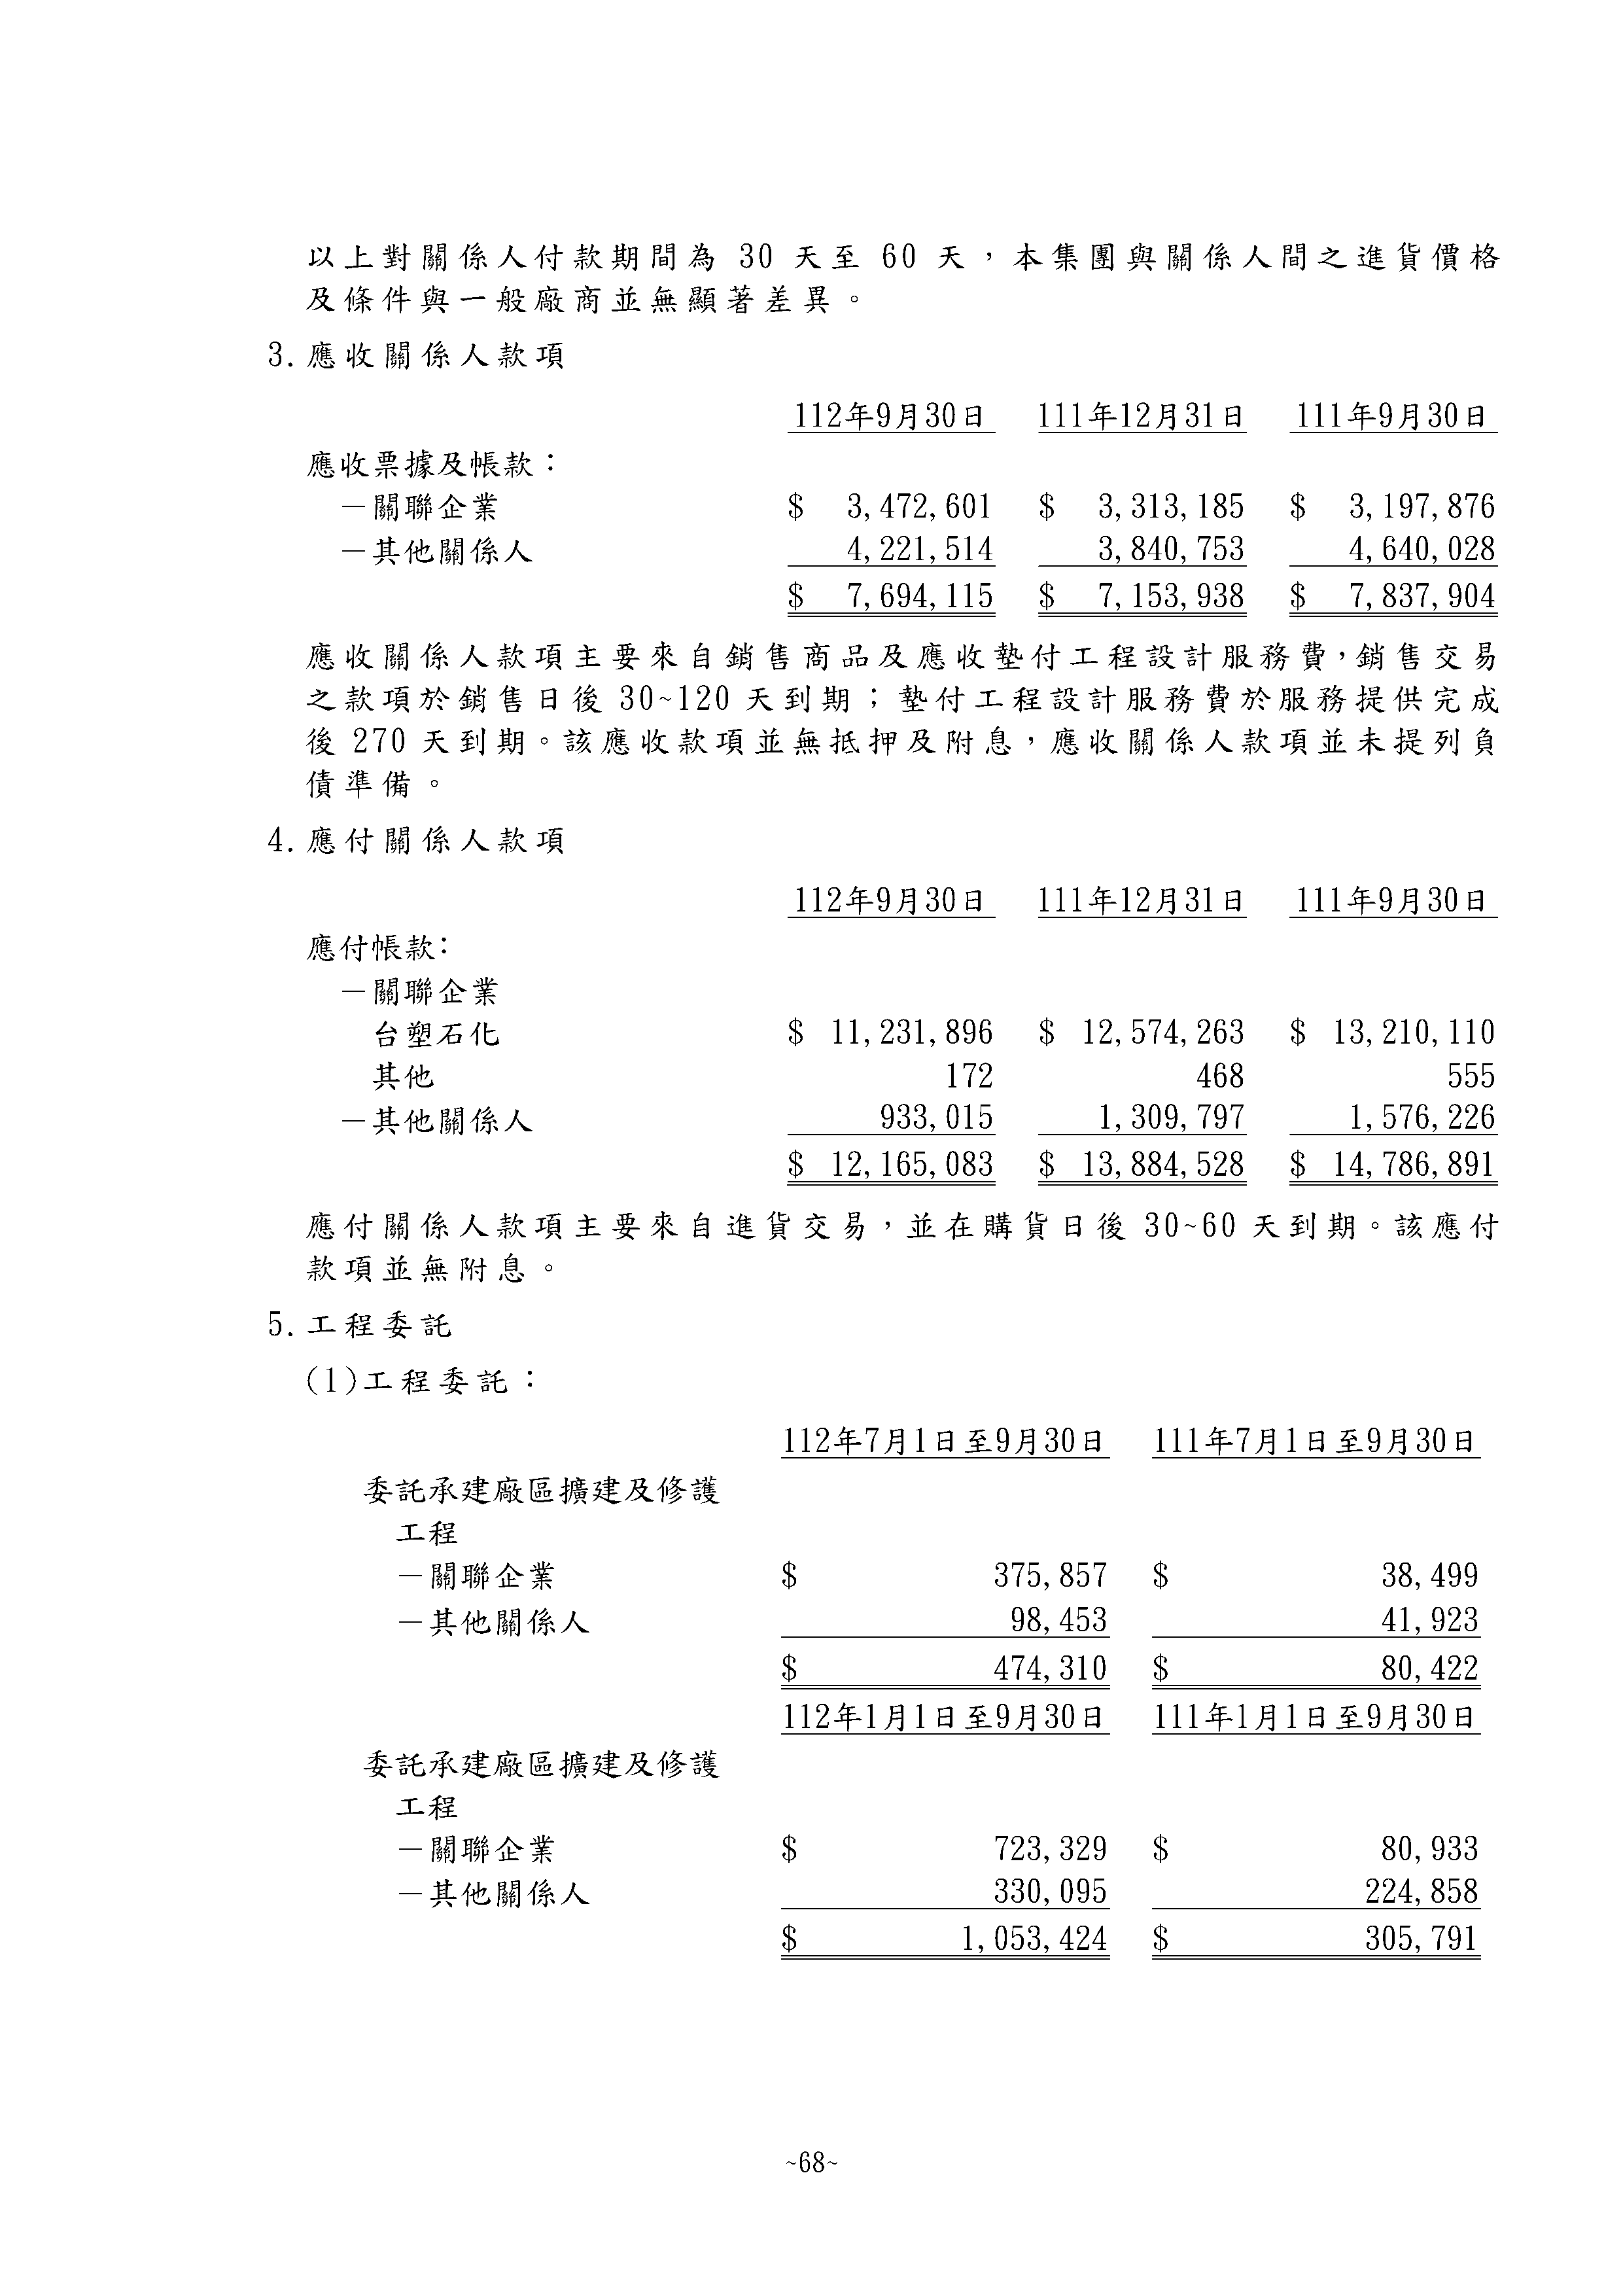 以上對關係人付款期間為 30 天至 60 天，本集團與關係人間之進貨價格
及條件與一般廠商並無顯著差異。
3.應收關係人款項
112年9月30日 111年12月31日 111年9月30日
應收票據及帳款：
－關聯企業 $ 3,472,601 $ 3,313,185 $ 3,197,876
－其他關係人 4,221,514 3,840,753 4,640,028
$ 7,694,115 $ 7,153,938 $ 7,837,904
應收關係人款項主要來自銷售商品及應收墊付工程設計服務費，銷售交易
之款項於銷售日後 30~120 天到期；墊付工程設計服務費於服務提供完成
後 270 天到期。該應收款項並無抵押及附息，應收關係人款項並未提列負
債準備。
4.應付關係人款項
112年9月30日 111年12月31日 111年9月30日
應付帳款：
－關聯企業
台塑石化 $ 11,231,896 $ 12,574,263 $ 13,210,110
其他 172 468 555
－其他關係人 933,015 1,309,797 1,576,226
$ 12,165,083 $ 13,884,528 $ 14,786,891
應付關係人款項主要來自進貨交易，並在購貨日後 30~60 天到期。該應付
款項並無附息。
5.工程委託
(1)工程委託：
112年7月1日至9月30日 111年7月1日至9月30日
委託承建廠區擴建及修護
工程
－關聯企業 $ 375,857 $ 38,499
－其他關係人 98,453 41,923
$ 474,310 $ 80,422
112年1月1日至9月30日 111年1月1日至9月30日
委託承建廠區擴建及修護
工程
－關聯企業 $ 723,329 $ 80,933
－其他關係人 330,095 224,858
$ 1,053,424 $ 305,791
~68~